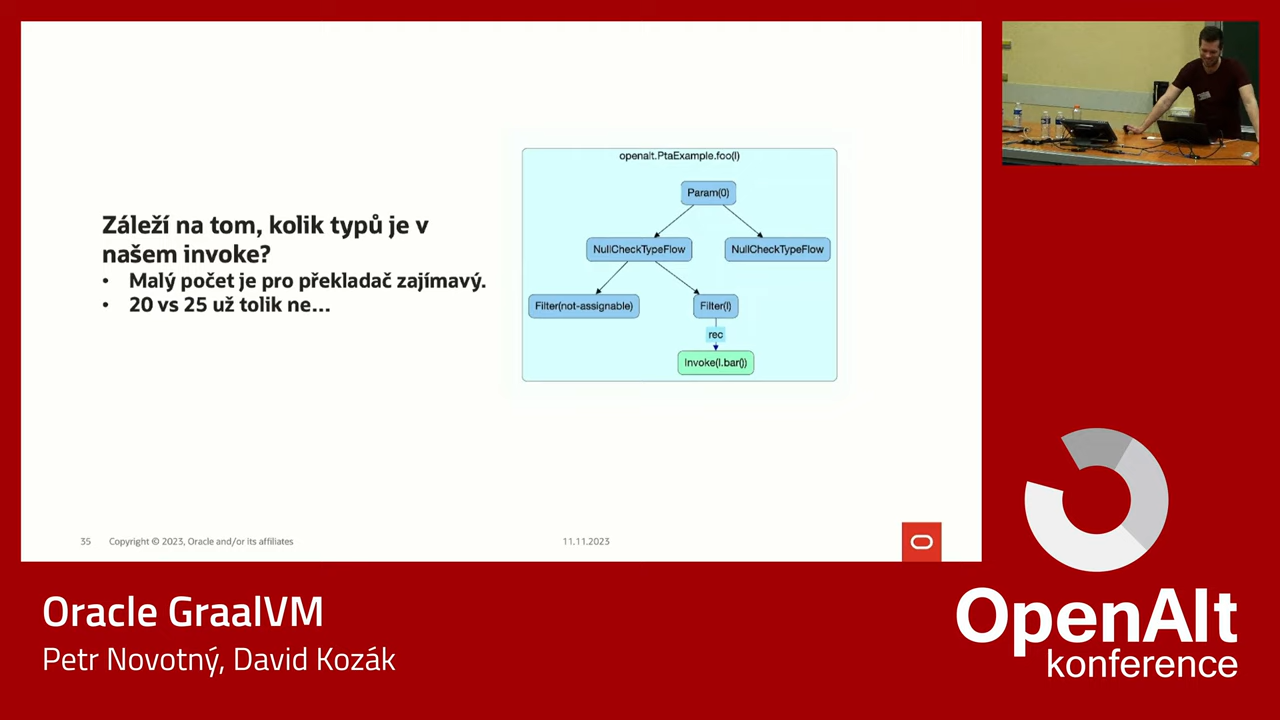 Záleží na tom, kolik typů je v
našem invoke?
• Malý počet je pro překladač zajímavý.
• 20 vs 25 už tolik ne...
openalt.PtaExample.foo(I)
Param(0)
NullCheckTypeFlow
NullCheckTypeFlow
Filter(not-assignable)
Filter(I)
rec
Invoke(I.bar())
35
Copyright © 2023, Oracle and/or its affiliates
11.11.2023
Oracle GraalVM
Petr Novotný, David Kozák
OpenAlt
konference